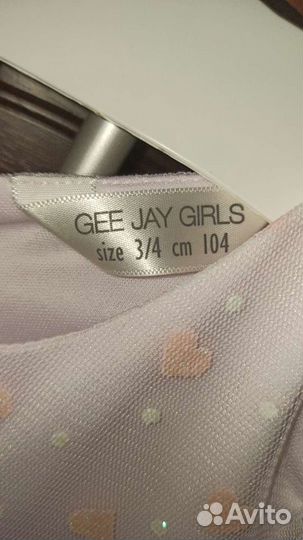 GEE JAY GIRLS
size 3/4 cm 104
Avito